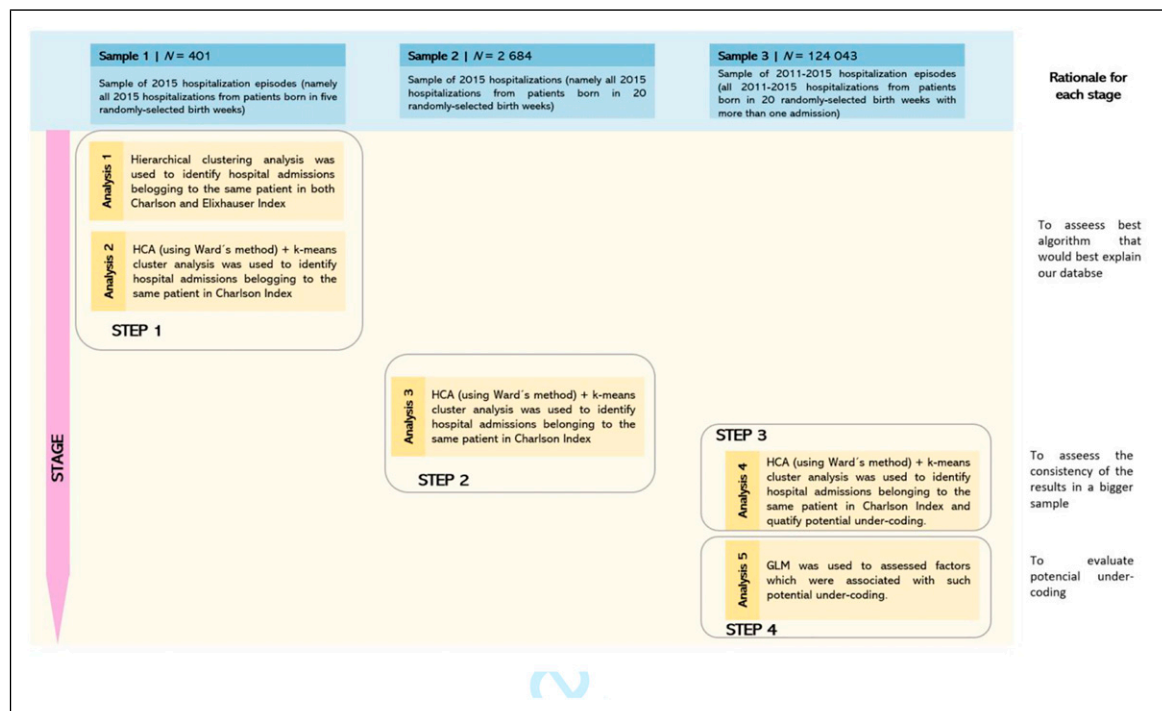 Sample 1 | N = 401
Sample of 2015 hospitalization episodes (namely
all 2015 hospitalizations from patients born in five
randomly-selected birth weeks)
Sample 2 | N = 2 684
Sample of 2015 hospitalizations (namely all 2015
hospitalizations from patients born in 20
randomly-selected birth weeks)
Sample 3 | N = 124 043
Sample of 2011-2015 hospitalization episodes
(all 2011-2015 hospitalizations from patients
born in 20 randomly-selected birth weeks with
more than one admission)
Rationale for
each stage
STAGE
Analysis 1
Hierarchical clustering analysis was
used to identify hospital admissions
belogging to the same patient in both
Charlson and Elixhauser Index
Analysis 2
HCA (using Ward´s method) + k-means
cluster analysis was used to identify
hospital admissions belogging to the
same patient in Charlson Index
STEP 1
To asseess best
algorithm that
would best explain
our databse
Analysis 3
HCA (using Ward´s method) + k-means
cluster analysis was used to identify
hospital admissions belonging to the
same patient in Charlson Index
STEP 2
STEP 3
Analysis 4
HCA (using Ward´s method) + k-means
cluster analysis was used to identify
hospital admissions belonging to the
same patient in Charlson Index and
quatify potential under-coding.
To asseess the
consistency of the
results in a bigger
sample
Analysis 5
GLM was used to assessed factors
which were associated with such
potential under-coding.
STEP 4
To evaluate
potencial under-
coding